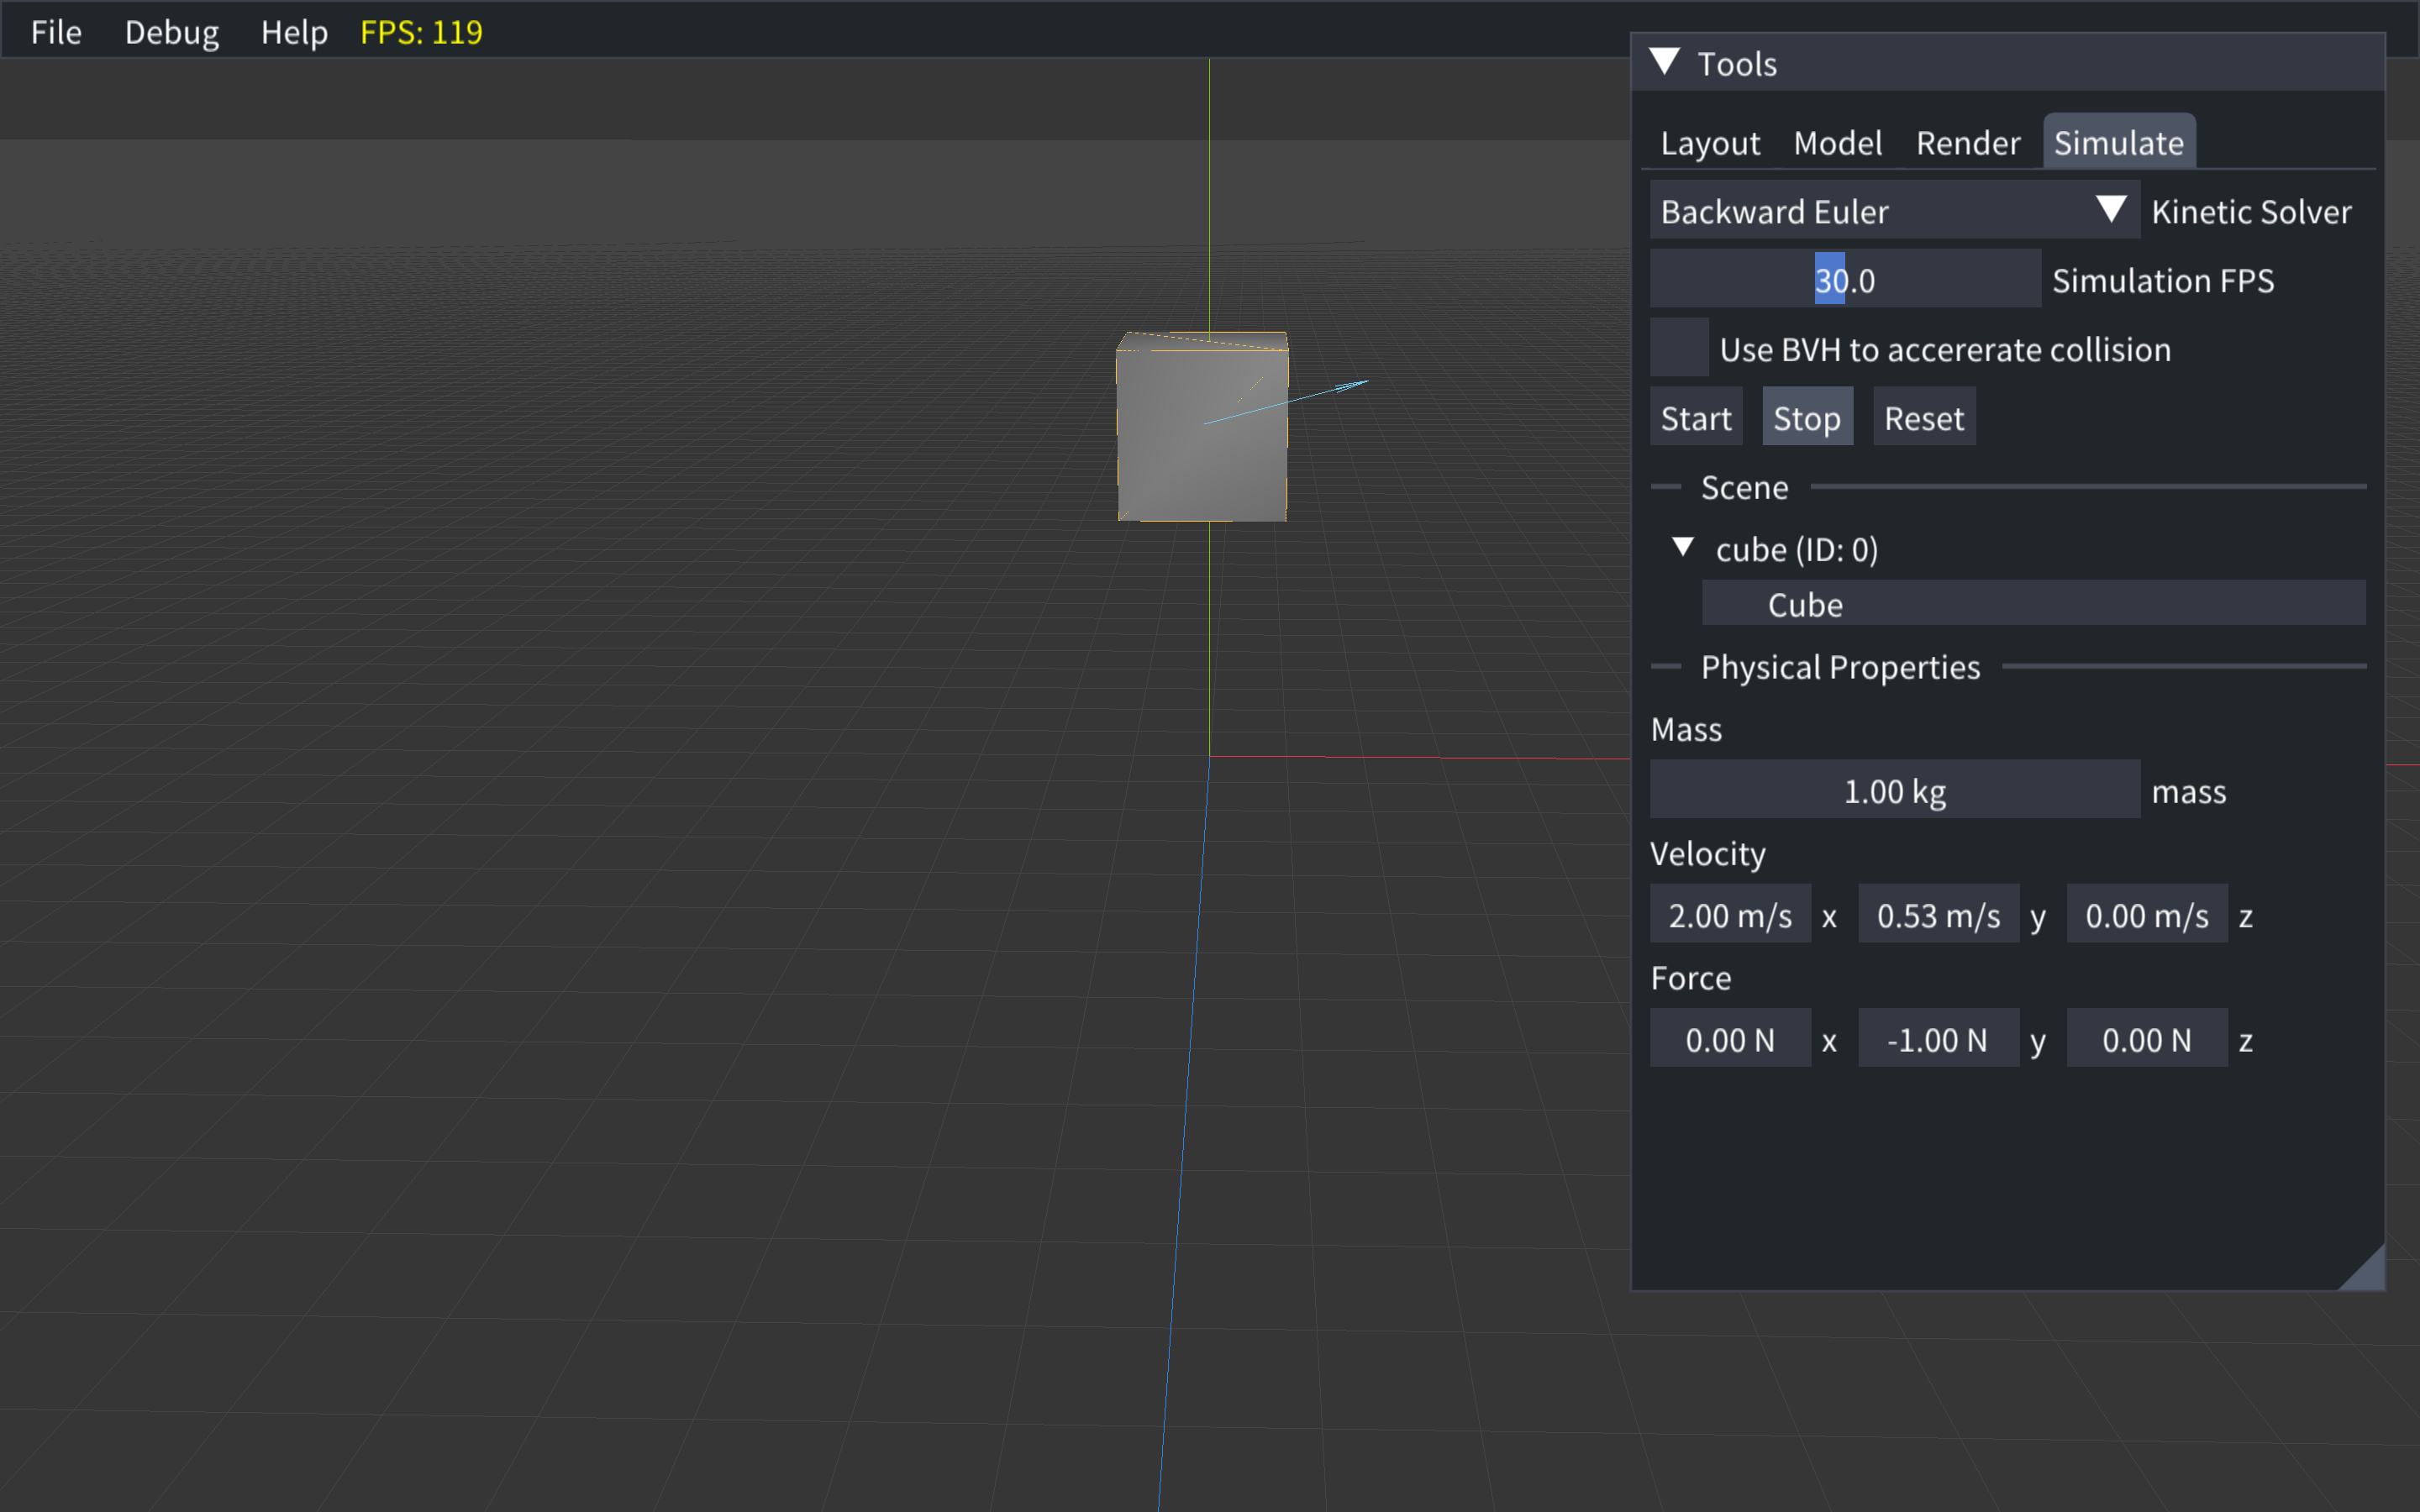 File Debug Help FPS: 119
Tools
Layout Model Render Simulate
Backward Euler Kinetic Solver
30.0 Simulation FPS
Use BVH to accererate collision
Start Stop Reset
Scene
cube (ID: 0)
Cube
Physical Properties
Mass
1.00 kg mass
Velocity
2.00 m/s x 0.53 m/s y 0.00 m/s z
Force
0.00 N x -1.00 N y 0.00 N z